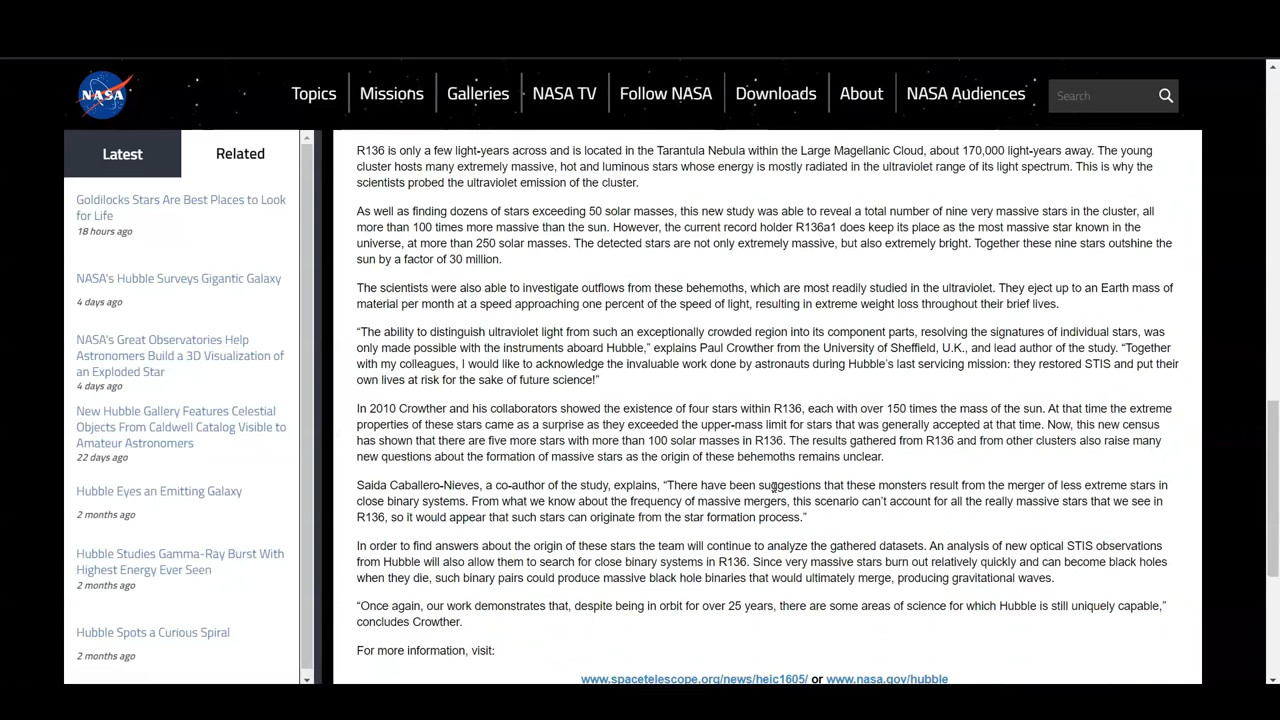 NASA
Topics
Missions
Galleries
NASA TV
Follow NASA
Downloads
About
NASA Audiences
Search
Latest
Related
Goldilocks Stars Are Best Places to Look
for Life
18 hours ago
NASA's Hubble Surveys Gigantic Galaxy
4 days ago
NASA's Great Observatories Help
Astronomers Build a 3D Visualization of
an Exploded Star
4 days ago
New Hubble Gallery Features Celestial
Objects From Caldwell Catalog Visible to
Amateur Astronomers
22 days ago
Hubble Eyes an Emitting Galaxy
2 months ago
Hubble Studies Gamma-Ray Burst With
Highest Energy Ever Seen
2 months ago
Hubble Spots a Curious Spiral
2 months ago
R136 is only a few light-years across and is located in the Tarantula Nebula within the Large Magellanic Cloud, about 170,000 light-years away. The young
cluster hosts many extremely massive, hot and luminous stars whose energy is mostly radiated in the ultraviolet range of its light spectrum. This is why the
scientists probed the ultraviolet emission of the cluster.
As well as finding dozens of stars exceeding 50 solar masses, this new study was able to reveal a total number of nine very massive stars in the cluster, all
more than 100 times more massive than the sun. However, the current record holder R136a1 does keep its place as the most massive star known in the
universe, at more than 250 solar masses. The detected stars are not only extremely massive, but also extremely bright. Together these nine stars outshine the
sun by a factor of 30 million.
The scientists were also able to investigate outflows from these behemoths, which are most readily studied in the ultraviolet. They eject up to an Earth mass of
material per month at a speed approaching one percent of the speed of light, resulting in extreme weight loss throughout their brief lives.
“The ability to distinguish ultraviolet light from such an exceptionally crowded region into its component parts, resolving the signatures of individual stars, was
only made possible with the instruments aboard Hubble,” explains Paul Crowther from the University of Sheffield, U.K., and lead author of the study. “Together
with my colleagues, I would like to acknowledge the invaluable work done by astronauts during Hubble’s last servicing mission: they restored STIS and put their
own lives at risk for the sake of future science!”
In 2010 Crowther and his collaborators showed the existence of four stars within R136, each with over 150 times the mass of the sun. At that time the extreme
properties of these stars came as a surprise as they exceeded the upper-mass limit for stars that was generally accepted at that time. Now, this new census
has shown that there are five more stars with more than 100 solar masses in R136. The results gathered from R136 and from other clusters also raise many
new questions about the formation of massive stars as the origin of these behemoths remains unclear.
Saida Caballero-Nieves, a co-author of the study, explains, “There have been suggestions that these monsters result from the merger of less extreme stars in
close binary systems. From what we know about the frequency of massive mergers, this scenario can’t account for all the really massive stars that we see in
R136, so it would appear that such stars can originate from the star formation process.”
In order to find answers about the origin of these stars the team will continue to analyze the gathered datasets. An analysis of new optical STIS observations
from Hubble will also allow them to search for close binary systems in R136. Since very massive stars burn out relatively quickly and can become black holes
when they die, such binary pairs could produce massive black hole binaries that would ultimately merge, producing gravitational waves.
“Once again, our work demonstrates that, despite being in orbit for over 25 years, there are some areas of science for which Hubble is still uniquely capable,”
concludes Crowther.
For more information, visit:
www.spacetelescope.org/news/heic1605/ or www.nasa.gov/hubble